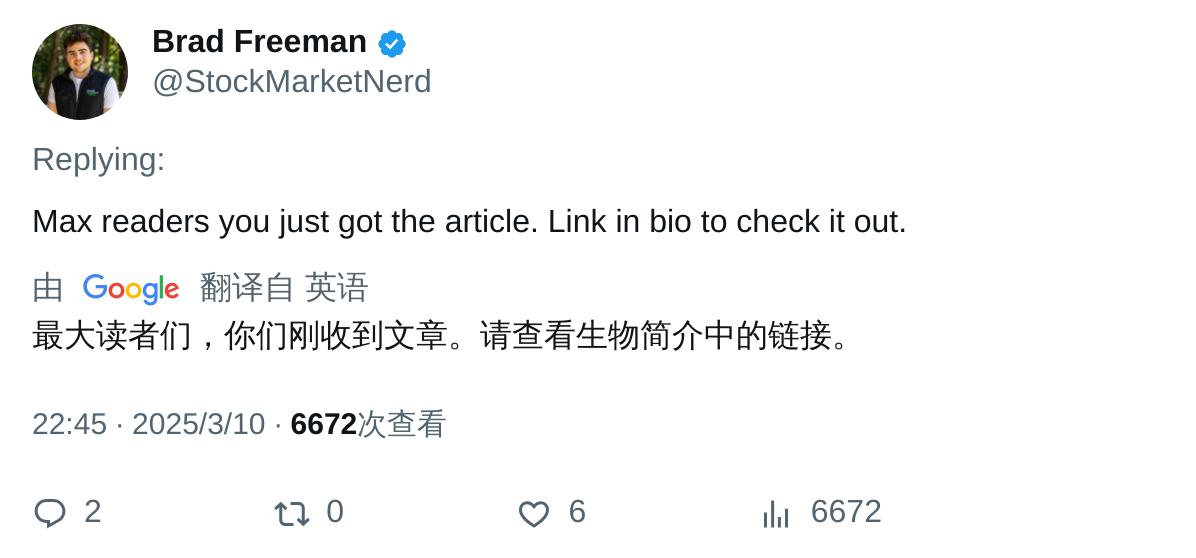 Brad Freeman
@StockMarketNerd
Replying:
Max readers you just got the article. Link in bio to check it out.
由 Google 翻译自 英语
最大读者们，你们刚收到文章。请查看生物简介中的链接。
22:45 · 2025/3/10 · 6672次查看
2 0 6 6672